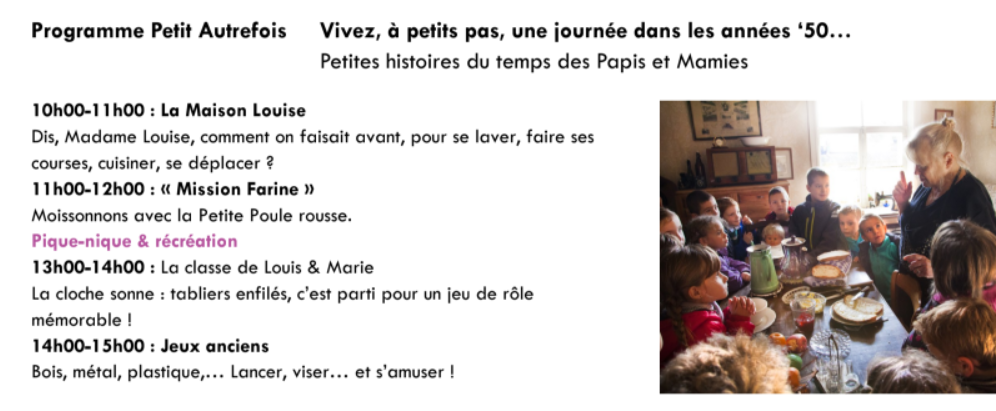 Programme Petit Autrefois Vivez, à petits pas, une journée dans les années ‘50…
Petites histoires du temps des Papis et Mamies
10h00-11h00 : La Maison Louise
Dis, Madame Louise, comment on faisait avant, pour se laver, faire ses
courses, cuisiner, se déplacer ?
11h00-12h00 : « Mission Farine »
Moissonnons avec la Petite Poule rousse.
Pique-nique & récréation
13h00-14h00 : La classe de Louis & Marie
La cloche sonne : tabliers enfilés, c’est parti pour un jeu de rôle
mémorable !
14h00-15h00 : Jeux anciens
Bois, métal, plastique,… Lancer, viser… et s’amuser !